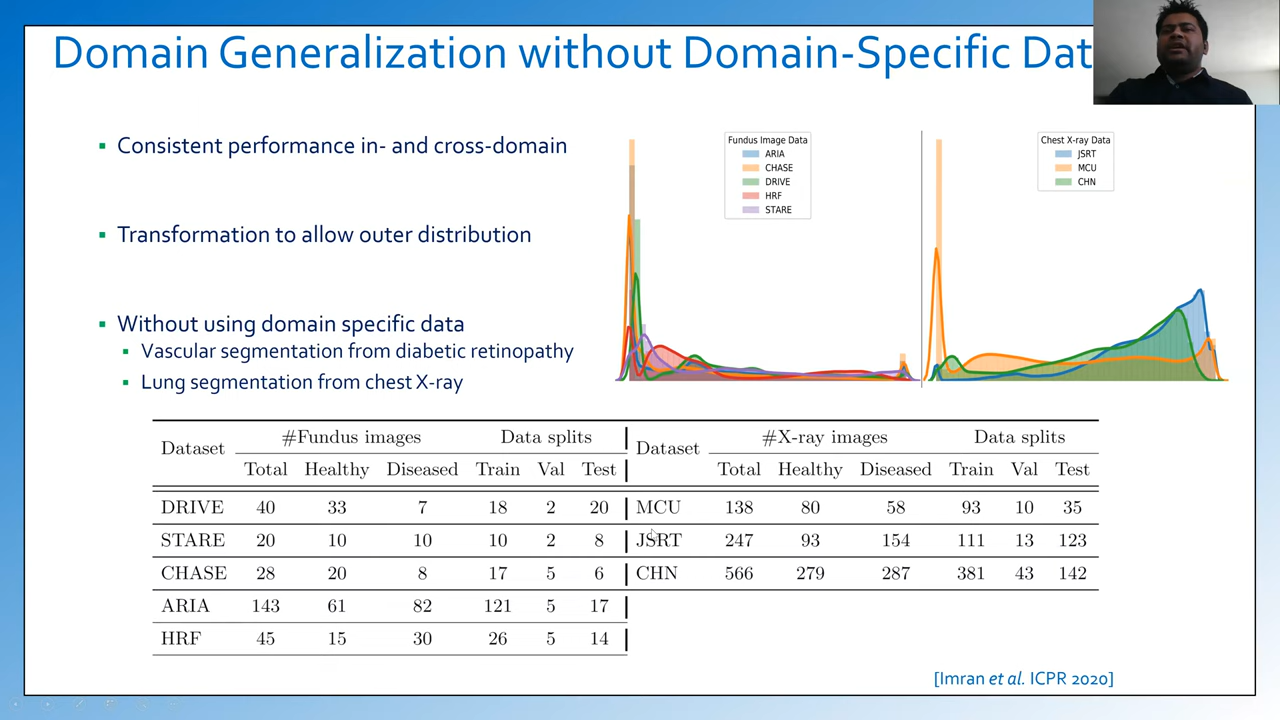 Domain Generalization without Domain-Specific Dat
▪ Consistent performance in- and cross-domain
▪ Transformation to allow outer distribution
▪ Without using domain specific data
▪ Vascular segmentation from diabetic retinopathy
▪ Lung segmentation from chest X-ray
Fundus Image Data
ARIA
CHASE
DRIVE
HRF
STARE
Chest X-ray Data
JSRT
MCU
CHN
Dataset #Fundus images Data splits
Total Healthy Diseased Train Val Test
DRIVE 40 33 7 18 2 20
STARE 20 10 10 10 2 8
CHASE 28 20 8 17 5 6
ARIA 143 61 82 121 5 17
HRF 45 15 30 26 5 14
Dataset #X-ray images Data splits
Total Healthy Diseased Train Val Test
MCU 138 80 58 93 10 35
JSRT 247 93 154 111 13 123
CHN 566 279 287 381 43 142
[Imran et al. ICPR 2020]